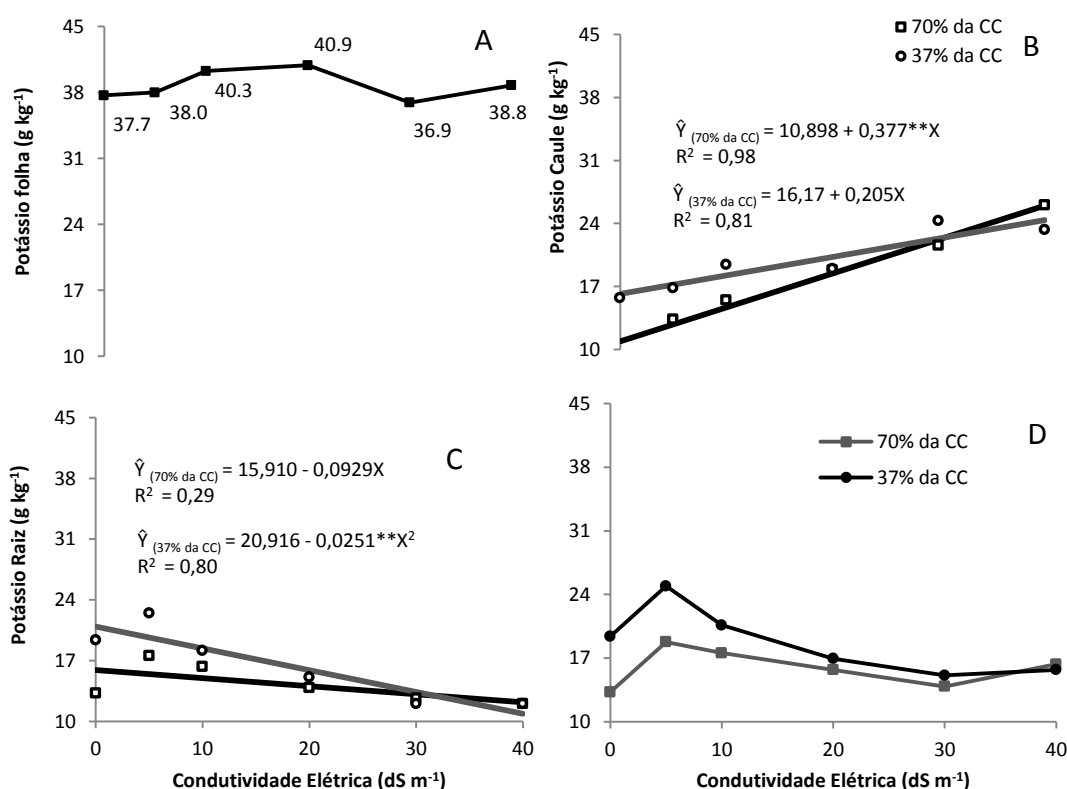 A
Potássio folha (g kg⁻¹)
45
38
31
24
17
10
37.7
38.0
40.3
40.9
36.9
38.8
B
70% da CC
37% da CC
Potássio Caule (g kg⁻¹)
45
38
31
24
17
10
Ŷ (70% da CC) = 10,898 + 0,377**X
R² = 0,98
Ŷ (37% da CC) = 16,17 + 0,205X
R² = 0,81
C
Potássio Raiz (g kg⁻¹)
45
38
31
24
17
10
Ŷ (70% da CC) = 15,910 - 0,0929X
R² = 0,29
Ŷ (37% da CC) = 20,916 - 0,0251**X²
R² = 0,80
0 10 20 30 40
Condutividade Elétrica (dS m⁻¹)
D
70% da CC
37% da CC
45
38
31
24
17
10
0 10 20 30 40
Condutividade Elétrica (dS m⁻¹)